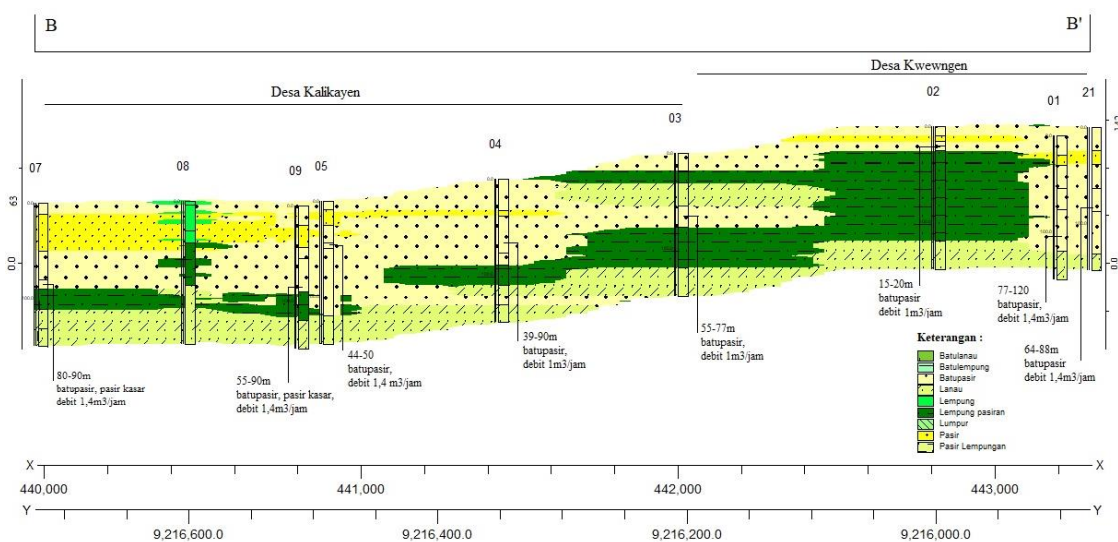 B
B'
Desa Kwewngen
Desa Kalikayen
07
08
09
05
04
03
02
01
21
63
0.0
0.0
80-90m
batupasir, pasir kasar
debit 1,4m3/jam
55-90m
batupasir, pasir kasar,
debit 1,4m3/jam
44-50
batupasir,
debit 1,4 m3/jam
39-90m
batupasir,
debit 1m3/jam
55-77m
batupasir,
debit 1m3/jam
15-20m
batupasir
debit 1m3/jam
77-120
batupasir,
debit 1,4m3/jam
64-88m
batupasir
debit 1,4m3/jam
Keterangan :
Batulanau
Batulempung
Batupasir
Lanau
Lempung
Lempung pasiran
Lumpur
Pasir
Pasir Lempungan
X
X
440,000
441,000
442,000
443,000
Y
Y
9,216,600.0
9,216,400.0
9,216,200.0
9,216,000.0